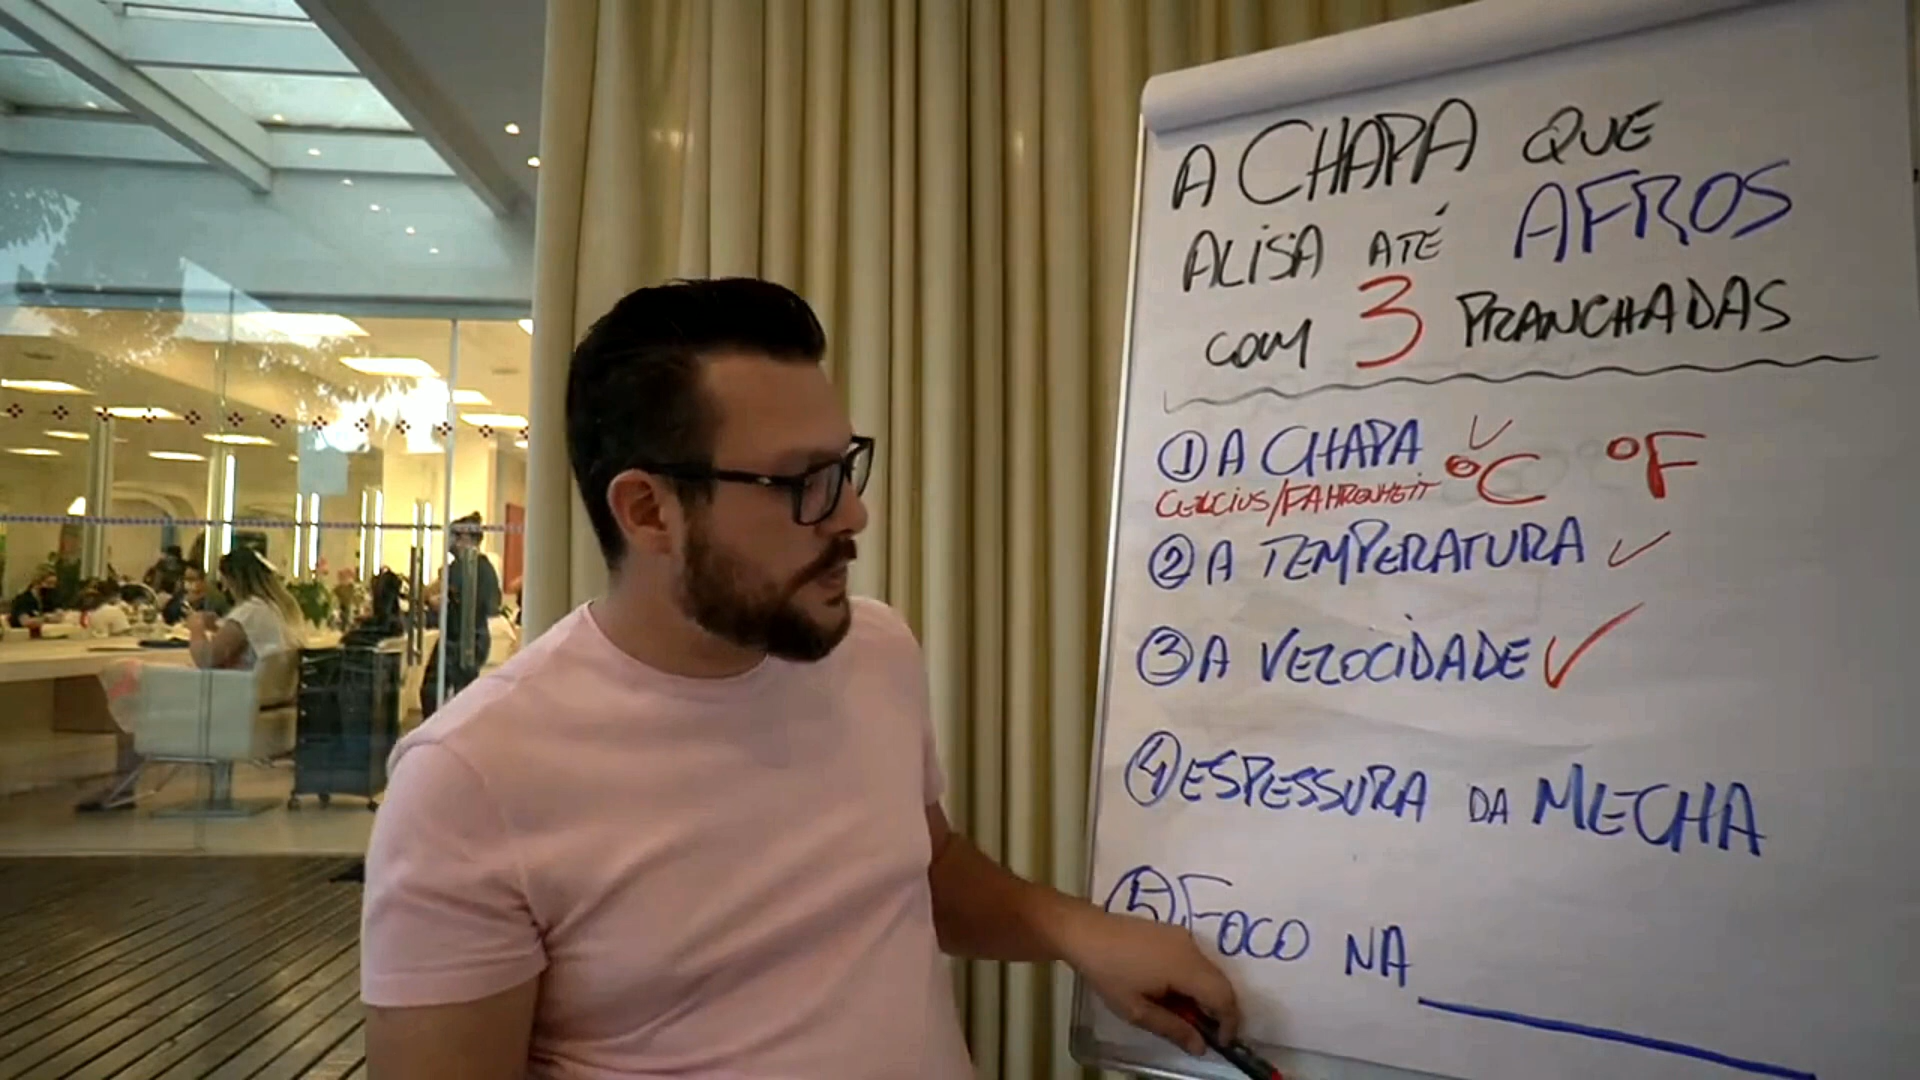 A CHAPA QUE
ALISA ATÉ AFROS
COM 3 PRANCHADAS
1 A CHAPA °C °F
CELCIUS/FAHRENHEIT
2 A TEMPERATURA
3 A VELOCIDADE
4 ESPESSURA DA MECHA
5 FOCO NA